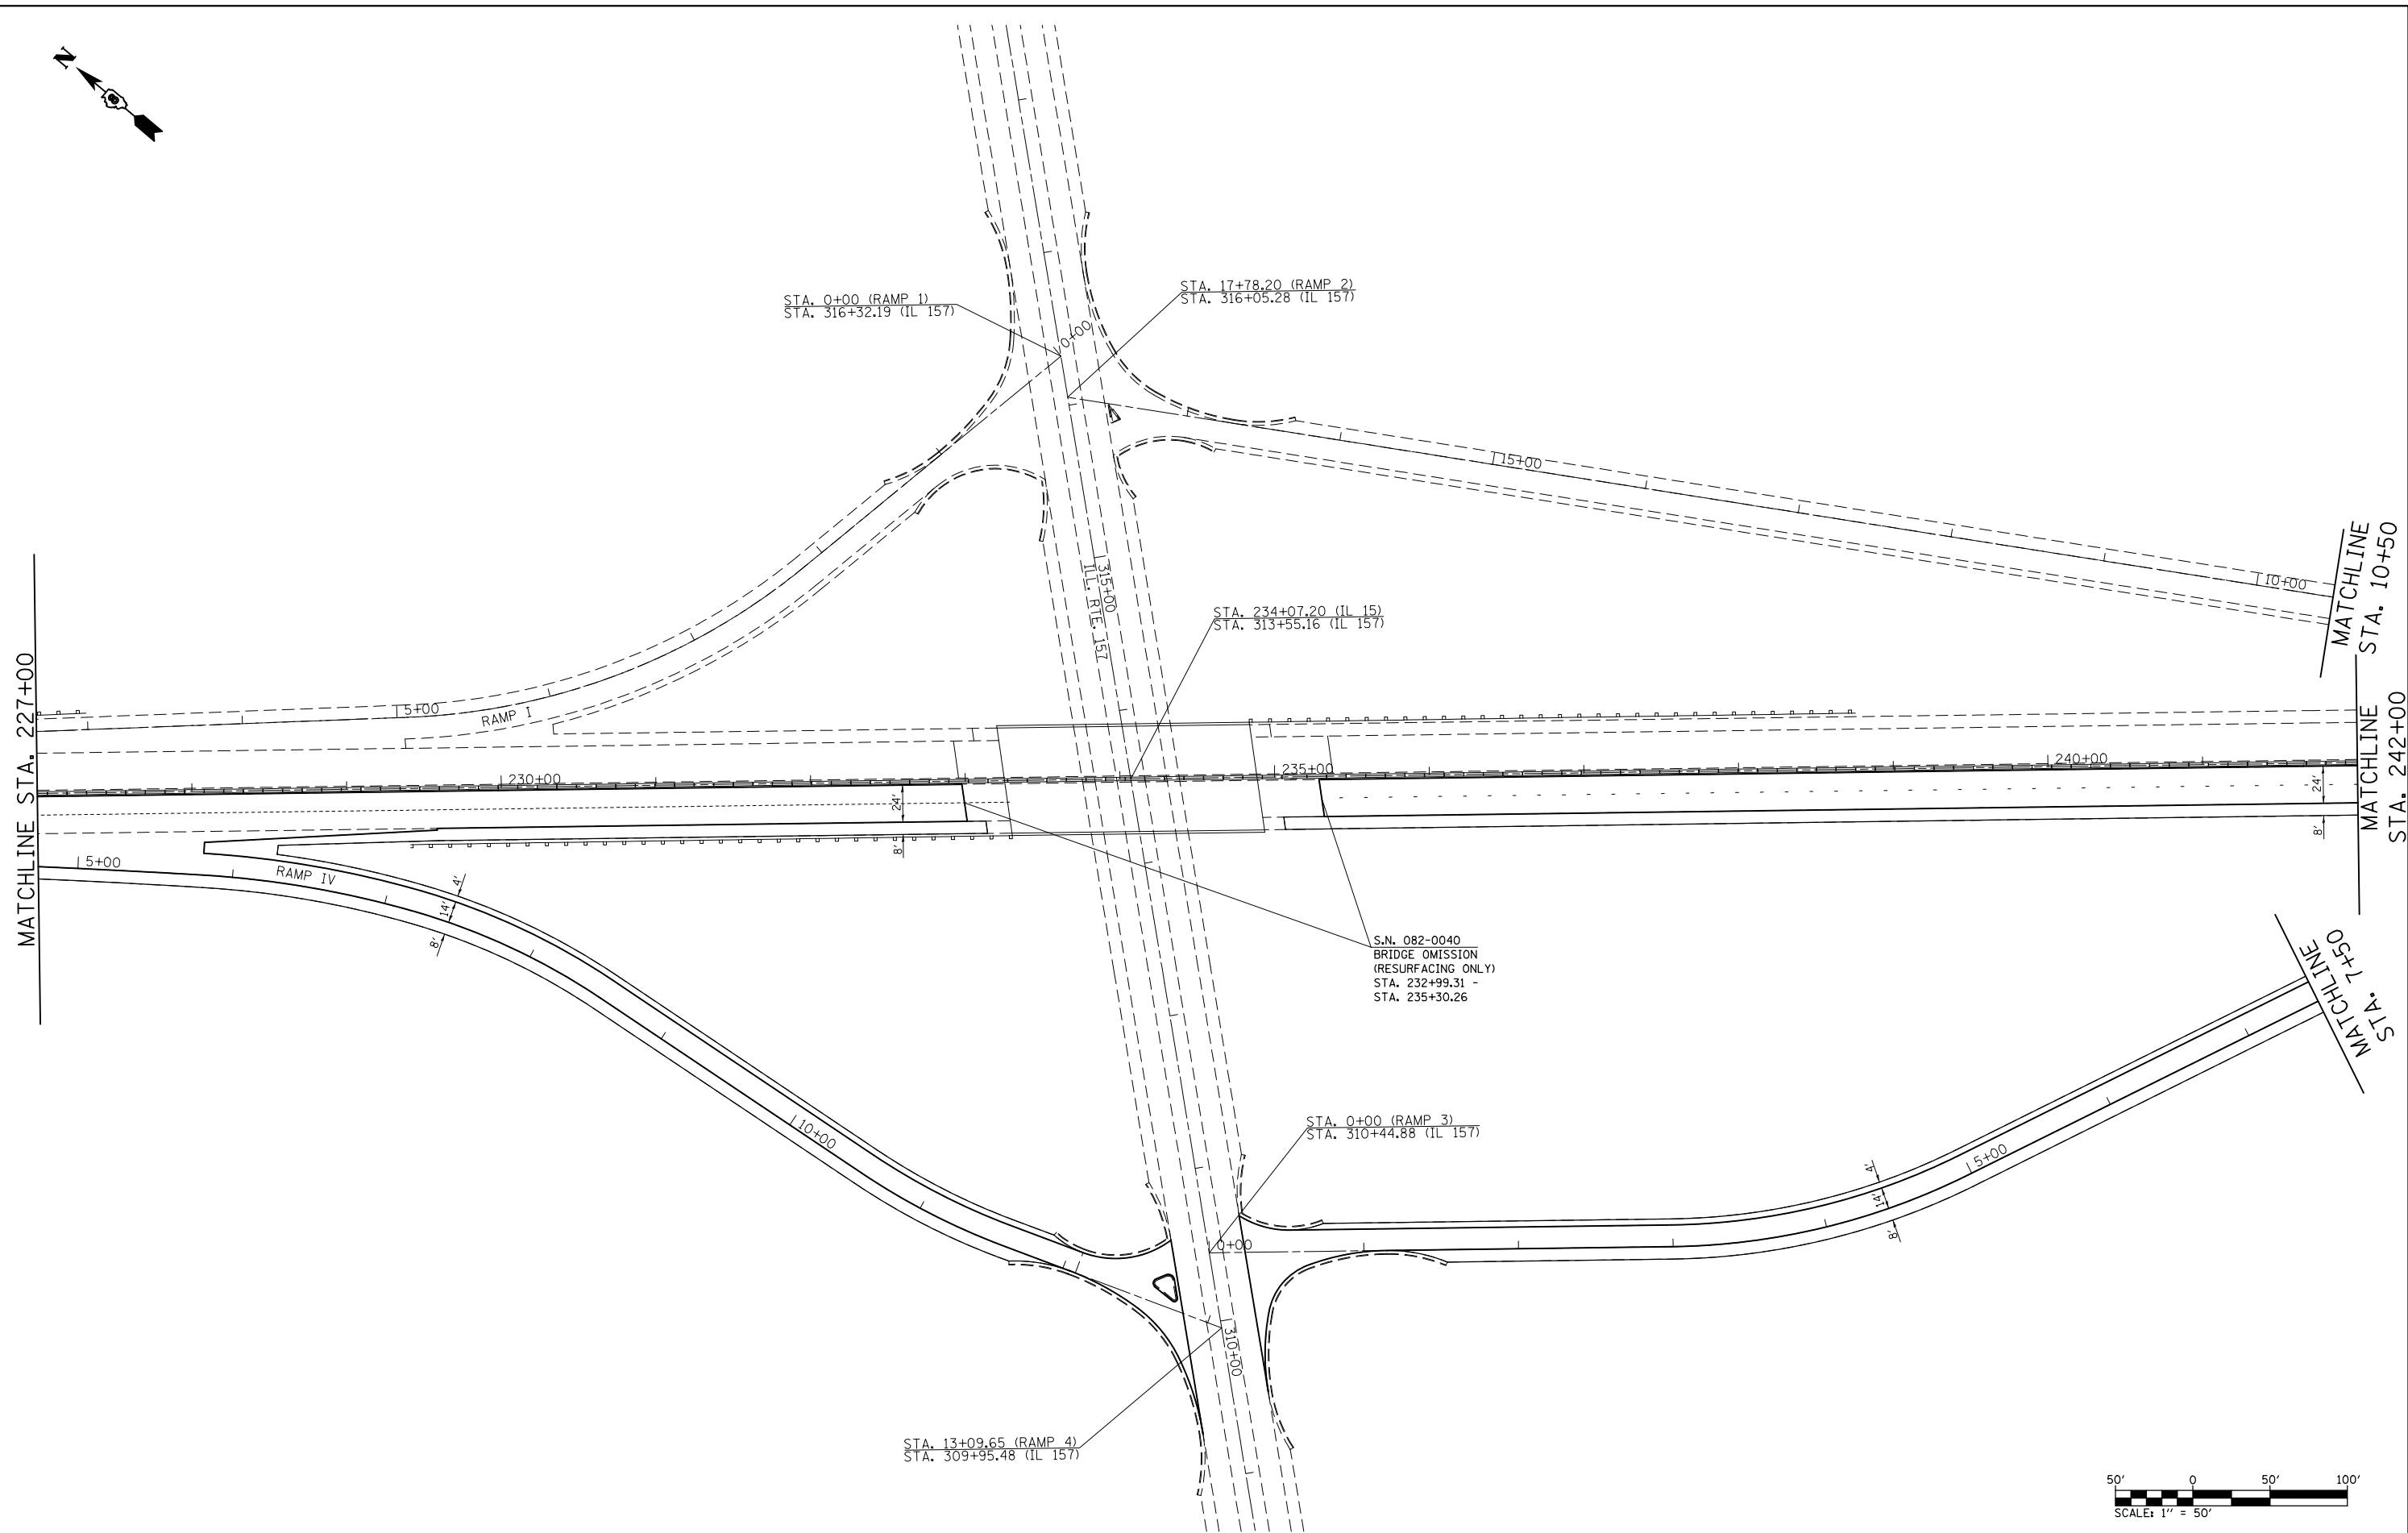 N
STA. 0+00 (RAMP 1)
STA. 316+32.19 (IL 157)
STA. 17+78.20 (RAMP 2)
STA. 316+05.28 (IL 157)
0+00
15+00
10+00
MATCHLINE
STA. 10+50
315+00
ILL. RTE. 157
STA. 234+07.20 (IL 15)
STA. 313+55.16 (IL 157)
MATCHLINE STA. 227+00
5+00
RAMP I
230+00
235+00
240+00
MATCHLINE
STA. 242+00
24'
8'
24'
8'
5+00
RAMP IV
4'
14'
8'
S.N. 082-0040
BRIDGE OMISSION
(RESURFACING ONLY)
STA. 232+99.31 -
STA. 235+30.26
MATCHLINE
STA. 7+50
10+00
STA. 0+00 (RAMP 3)
STA. 310+44.88 (IL 157)
0+00
5+00
4'
14'
8'
310+00
STA. 13+09.65 (RAMP 4)
STA. 309+95.48 (IL 157)
50' 0 50' 100'
SCALE: 1" = 50'